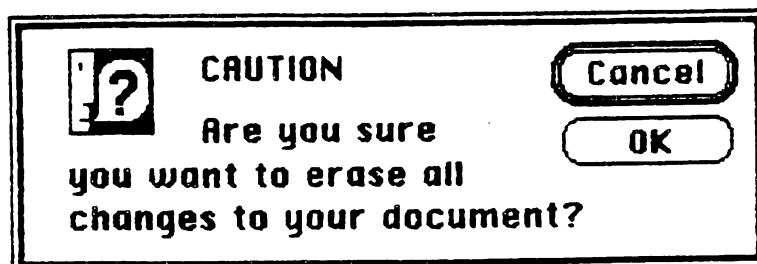 ?
CAUTION
Cancel
Are you sure
OK
you want to erase all
changes to your document?